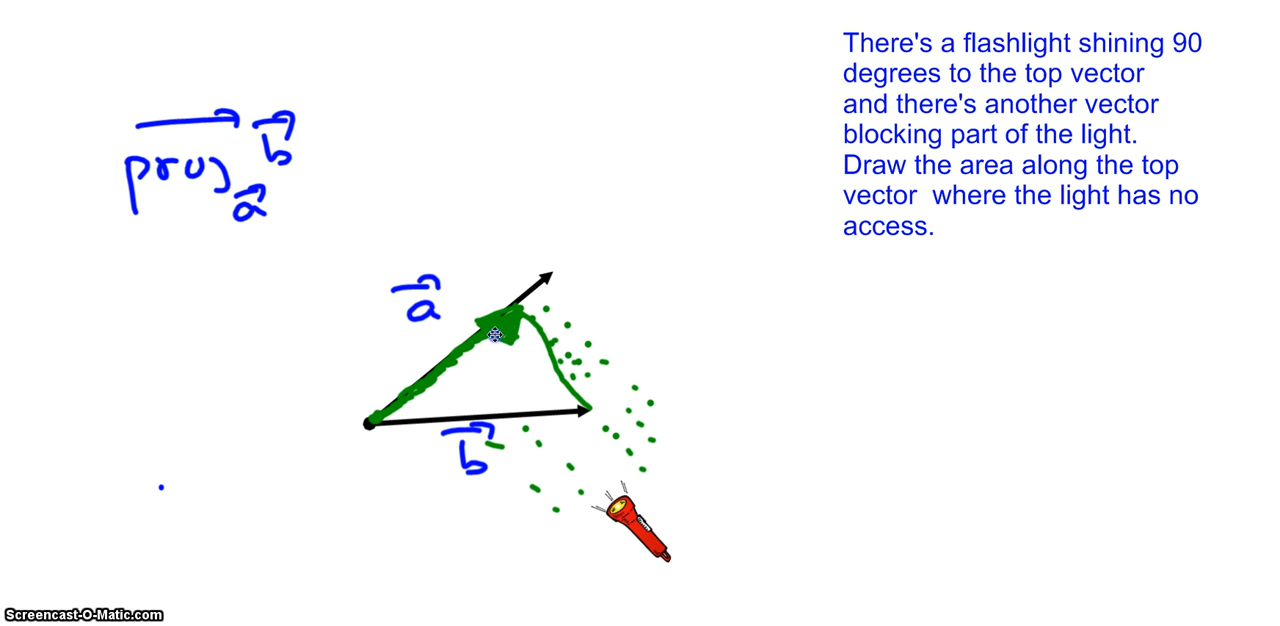 There's a flashlight shining 90
degrees to the top vector
and there's another vector
blocking part of the light.
Draw the area along the top
vector  where the light has no
access.
proj a b
a
b
Screencast-O-Matic.com